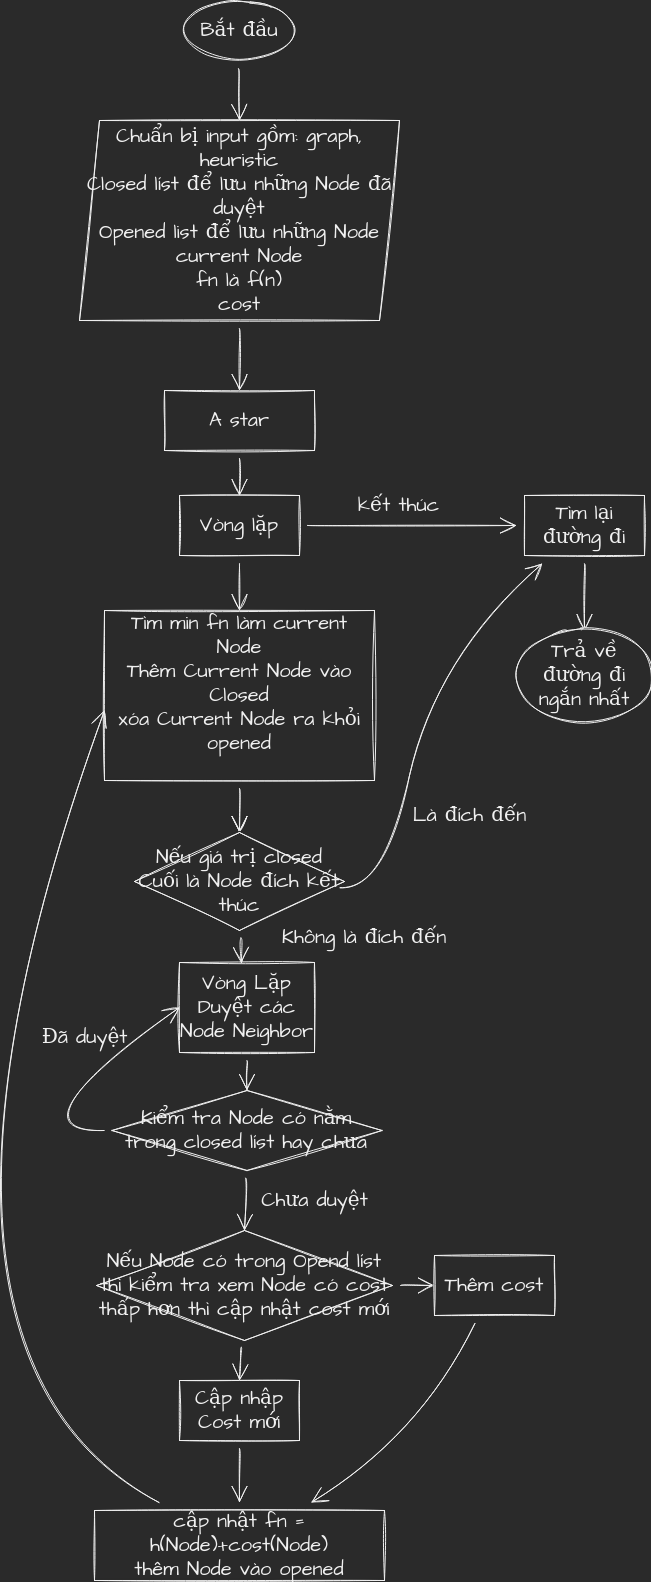 Bắt đầu
Chuẩn bị input gồm: graph,
heuristic
Closed list để lưu những Node đã
duyệt
Opened list để lưu những Node
current Node
fn là f(n)
cost
A star
Vòng lặp
kết thúc
Tìm lại
đường đi
Trả về
đường đi
ngắn nhất
Tìm min fn làm current
Node
Thêm Current Node vào
Closed
xóa Current Node ra khỏi
opened
Là đích đến
Nếu giá trị closed
Cuối là Node đích kết
thúc
Không là đích đến
Vòng Lặp
Duyệt các
Node Neighbor
Đã duyệt
Kiểm tra Node có nằm
trong closed list hay chưa
Chưa duyệt
Nếu Node có trong Opend list
thì kiểm tra xem Node có cost
thấp hơn thì cập nhật cost mới
Thêm cost
Cập nhập
Cost mới
cập nhật fn =
h(Node)+cost(Node)
thêm Node vào opened